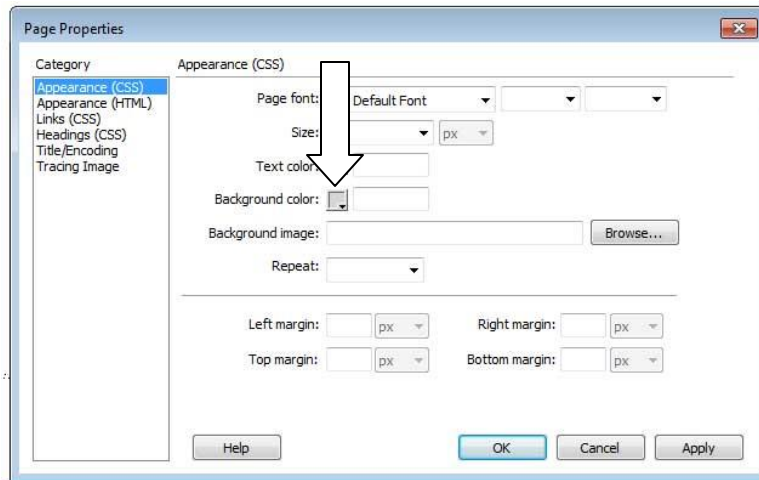 Page Properties
Category
Appearance (CSS)
Appearance (CSS)
Appearance (HTML)
Links (CSS)
Headings (CSS)
Title/Encoding
Tracing Image
Page font: Default Font
Size: px
Text color:
Background color:
Background image: Browse...
Repeat:
Left margin: px Right margin: px
Top margin: px Bottom margin: px
Help OK Cancel Apply